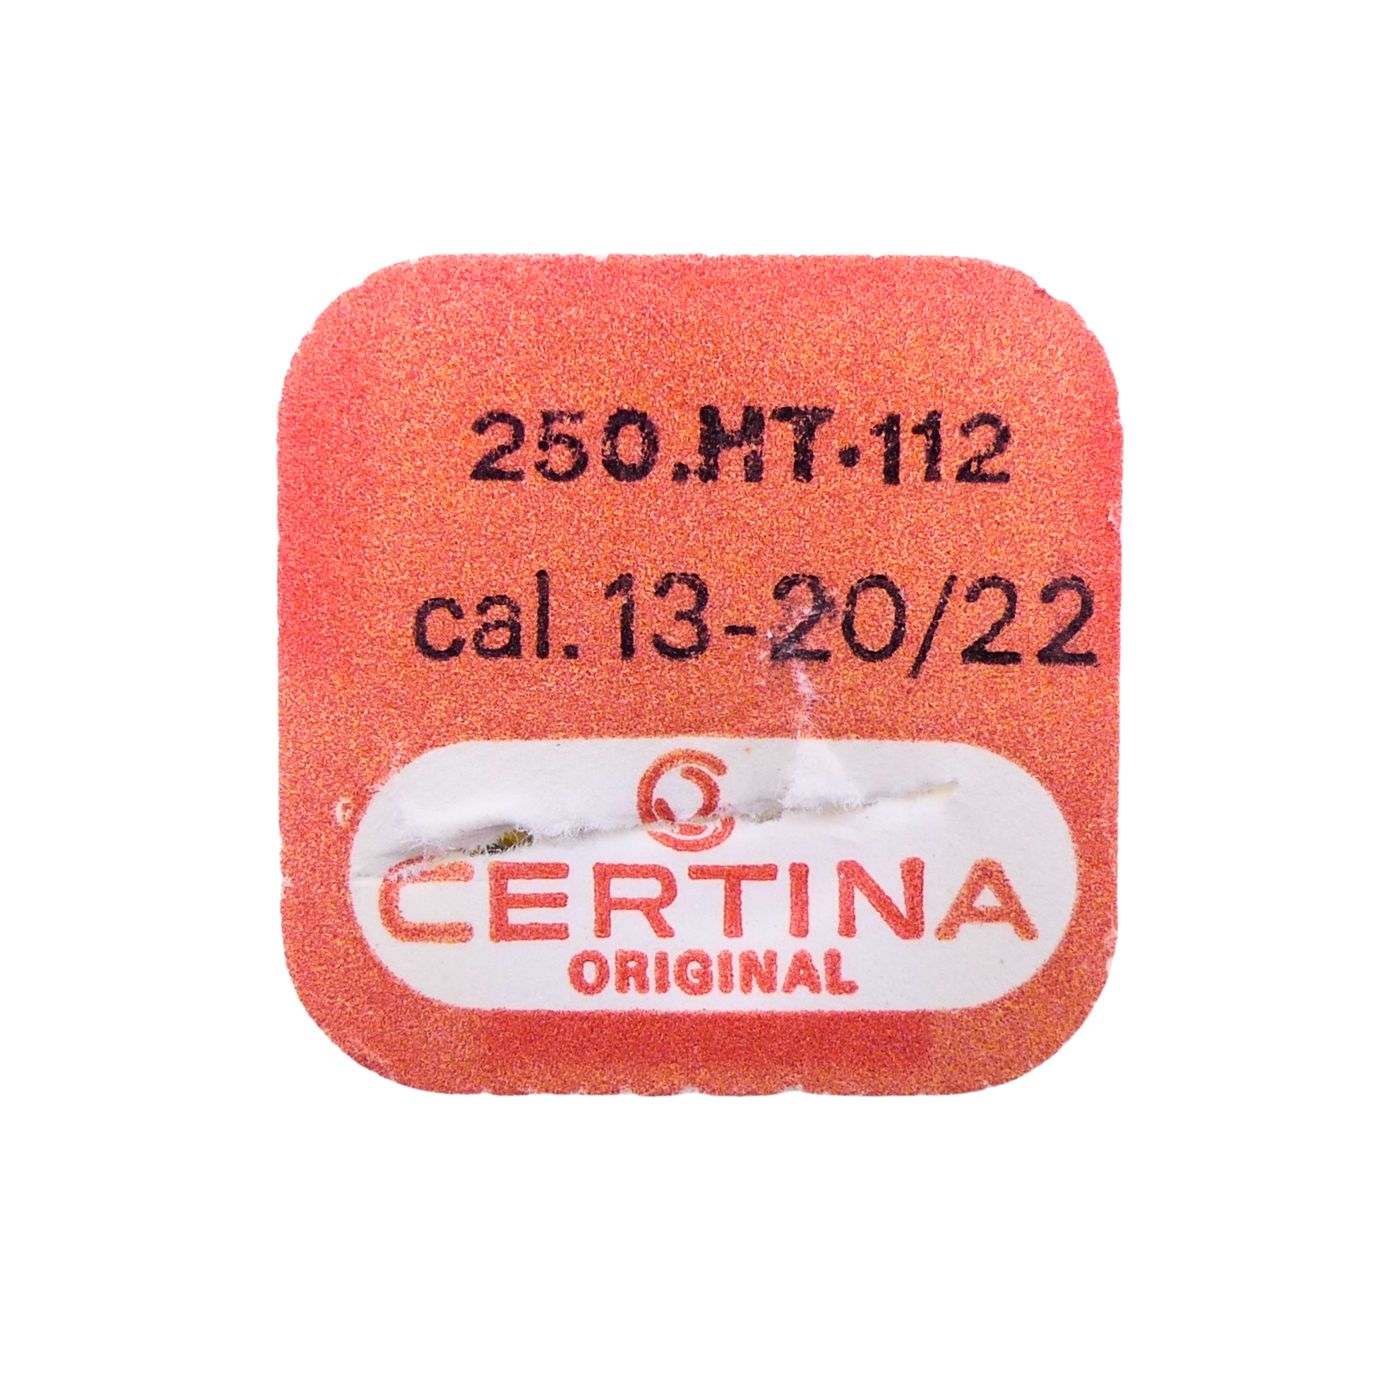 250.HT.112
cal.13-20/22
CERTINA
ORIGINAL